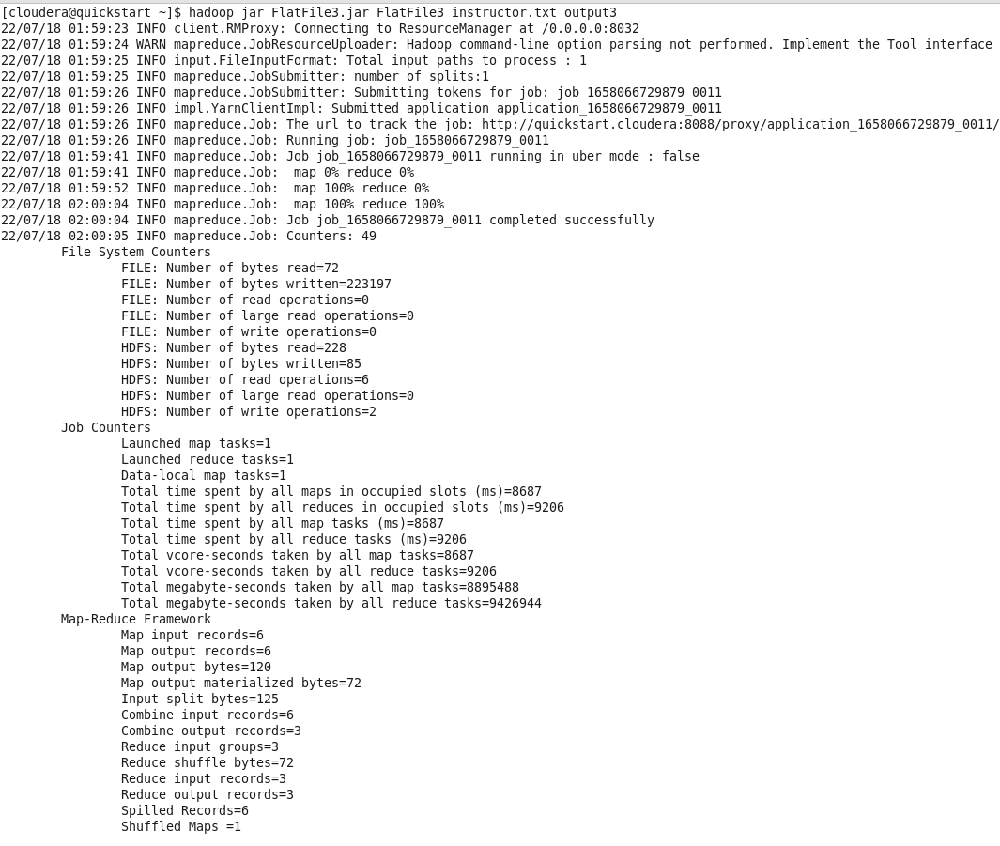 [cloudera@quickstart ~]$ hadoop jar FlatFile3.jar FlatFile3 instructor.txt output3
22/07/18 01:59:23 INFO client.RMProxy: Connecting to ResourceManager at /0.0.0.0:8032
22/07/18 01:59:24 WARN mapreduce.JobResourceUploader: Hadoop command-line option parsing not performed. Implement the Tool interface
22/07/18 01:59:25 INFO input.FileInputFormat: Total input paths to process : 1
22/07/18 01:59:25 INFO mapreduce.JobSubmitter: number of splits:1
22/07/18 01:59:26 INFO mapreduce.JobSubmitter: Submitting tokens for job: job_1658066729879_0011
22/07/18 01:59:26 INFO impl.YarnClientImpl: Submitted application application_1658066729879_0011
22/07/18 01:59:26 INFO mapreduce.Job: The url to track the job: http://quickstart.cloudera:8088/proxy/application_1658066729879_0011/
22/07/18 01:59:26 INFO mapreduce.Job: Running job: job_1658066729879_0011
22/07/18 01:59:41 INFO mapreduce.Job: Job job_1658066729879_0011 running in uber mode : false
22/07/18 01:59:41 INFO mapreduce.Job:  map 0% reduce 0%
22/07/18 01:59:52 INFO mapreduce.Job:  map 100% reduce 0%
22/07/18 02:00:04 INFO mapreduce.Job:  map 100% reduce 100%
22/07/18 02:00:04 INFO mapreduce.Job: Job job_1658066729879_0011 completed successfully
22/07/18 02:00:05 INFO mapreduce.Job: Counters: 49
File System Counters
FILE: Number of bytes read=72
FILE: Number of bytes written=223197
FILE: Number of read operations=0
FILE: Number of large read operations=0
FILE: Number of write operations=0
HDFS: Number of bytes read=228
HDFS: Number of bytes written=85
HDFS: Number of read operations=6
HDFS: Number of large read operations=0
HDFS: Number of write operations=2
Job Counters
Launched map tasks=1
Launched reduce tasks=1
Data-local map tasks=1
Total time spent by all maps in occupied slots (ms)=8687
Total time spent by all reduces in occupied slots (ms)=9206
Total time spent by all map tasks (ms)=8687
Total time spent by all reduce tasks (ms)=9206
Total vcore-seconds taken by all map tasks=8687
Total vcore-seconds taken by all reduce tasks=9206
Total megabyte-seconds taken by all map tasks=8895488
Total megabyte-seconds taken by all reduce tasks=9426944
Map-Reduce Framework
Map input records=6
Map output records=6
Map output bytes=120
Map output materialized bytes=72
Input split bytes=125
Combine input records=6
Combine output records=3
Reduce input groups=3
Reduce shuffle bytes=72
Reduce input records=3
Reduce output records=3
Spilled Records=6
Shuffled Maps =1